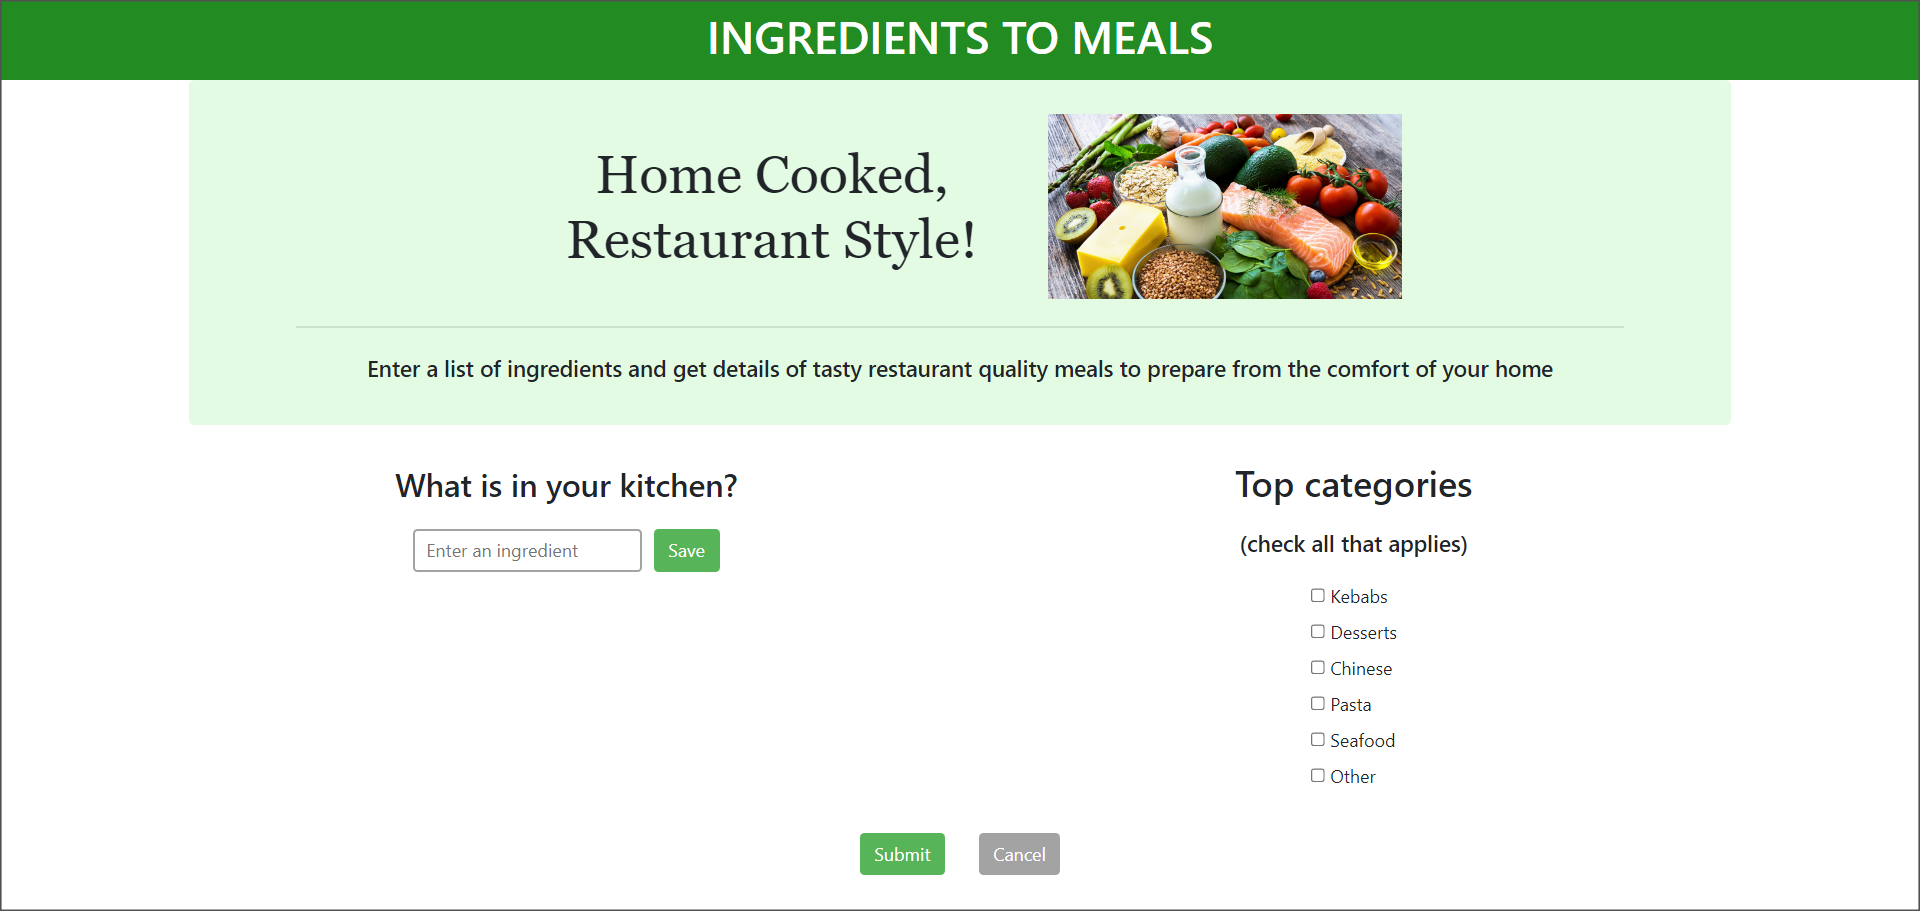 INGREDIENTS TO MEALS
Home Cooked,
Restaurant Style!
Enter a list of ingredients and get details of tasty restaurant quality meals to prepare from the comfort of your home
What is in your kitchen?
Enter an ingredient
Save
Top categories
(check all that applies)
Kebabs
Desserts
Chinese
Pasta
Seafood
Other
Submit
Cancel